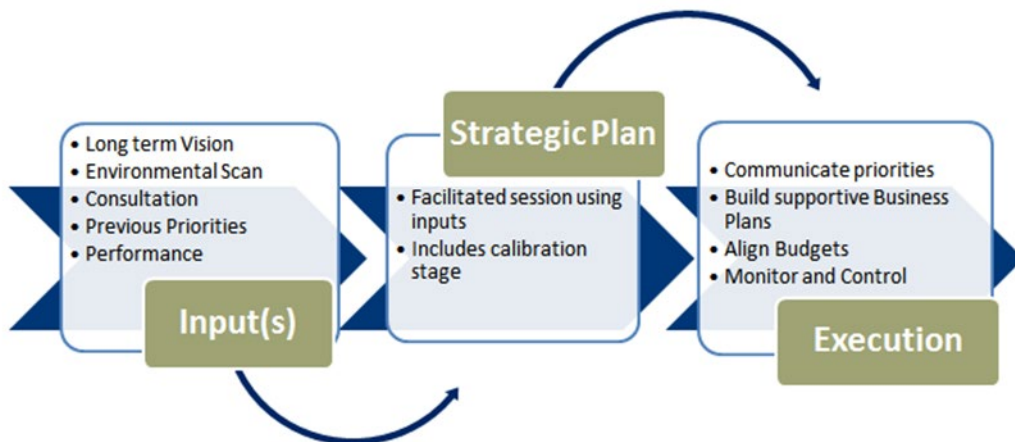 • Long term Vision
• Environmental Scan
• Consultation
• Previous Priorities
• Performance
Input(s)
Strategic Plan
• Facilitated session using
inputs
• Includes calibration
stage
• Communicate priorities
• Build supportive Business
Plans
• Align Budgets
• Monitor and Control
Execution